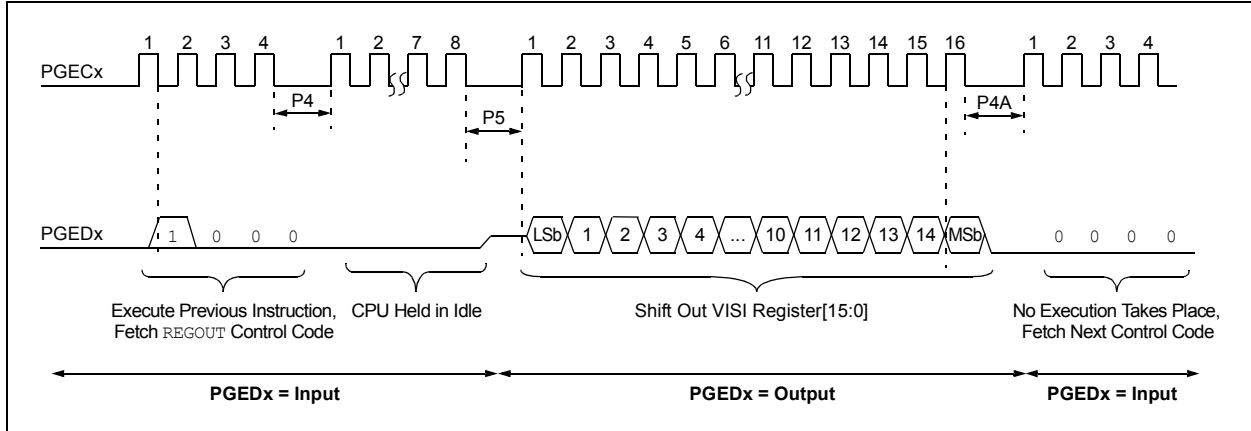 1 2 3 4 1 2 7 8 1 2 3 4 5 6 11 12 13 14 15 16 1 2 3 4
PGECx
P4 P5 P4A
PGEDx 1 0 0 0 LSb 1 2 3 4 ... 10 11 12 13 14 MSb 0 0 0 0
Execute Previous Instruction, CPU Held in Idle Shift Out VISI Register[15:0] No Execution Takes Place,
Fetch REGOUT Control Code Fetch Next Control Code
PGEDx = Input PGEDx = Output PGEDx = Input